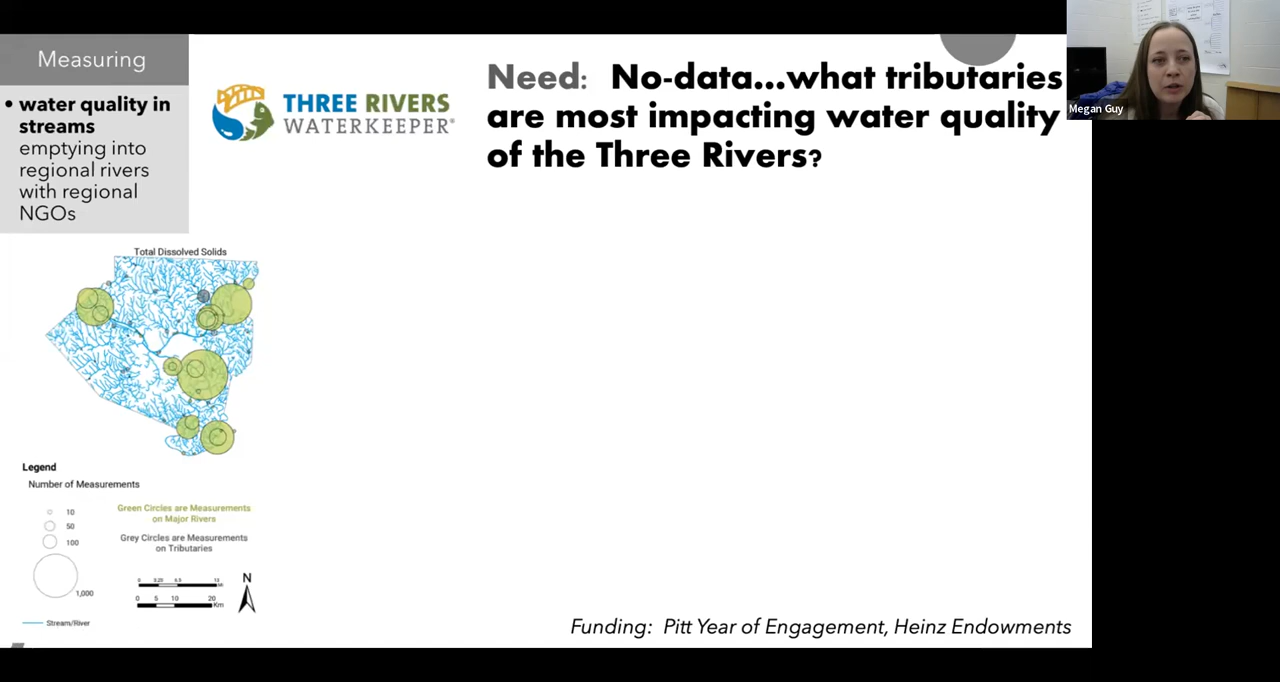 Measuring
• water quality in
streams
emptying into
regional rivers
with regional
NGOs
THREE RIVERS
WATERKEEPER®
Need: No-data...what tributaries
are most impacting water quality
of the Three Rivers?
Megan Guy
Total Dissolved Solids
Legend
Number of Measurements
10
50
100
1,000
Green Circles are Measurements
on Major Rivers
Grey Circles are Measurements
on Tributaries
N
0 5 10 20
Km
Stream/River
Funding: Pitt Year of Engagement, Heinz Endowments